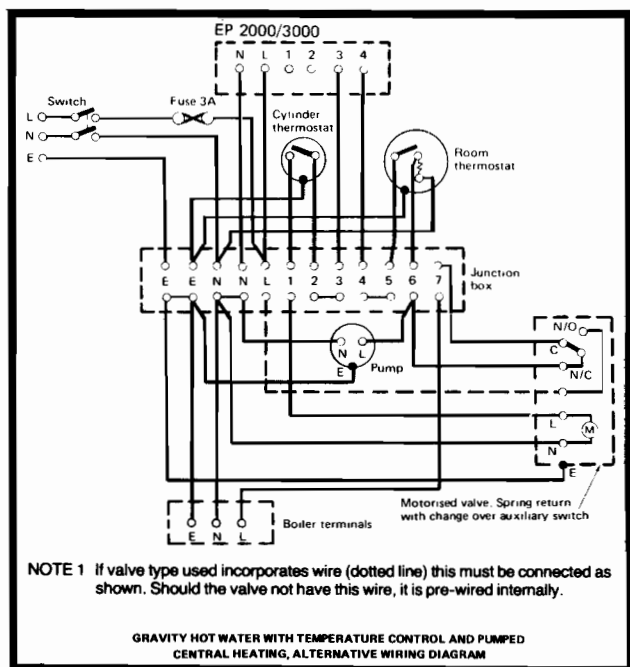 EP 2000/3000
N L 1 2 3 4
Switch
Fuse 3A
L
N
E
Cylinder
thermostat
Room
thermostat
E E N N L 1 2 3 4 5 6 7
Junction
box
N L
E
Pump
N/O
C
N/C
L
M
N
E
Motorised valve. Spring return
with change over auxiliary switch
E N L
Boiler terminals
NOTE 1 If valve type used incorporates wire (dotted line) this must be connected as
shown. Should the valve not have this wire, it is pre-wired internally.
GRAVITY HOT WATER WITH TEMPERATURE CONTROL AND PUMPED
CENTRAL HEATING, ALTERNATIVE WIRING DIAGRAM